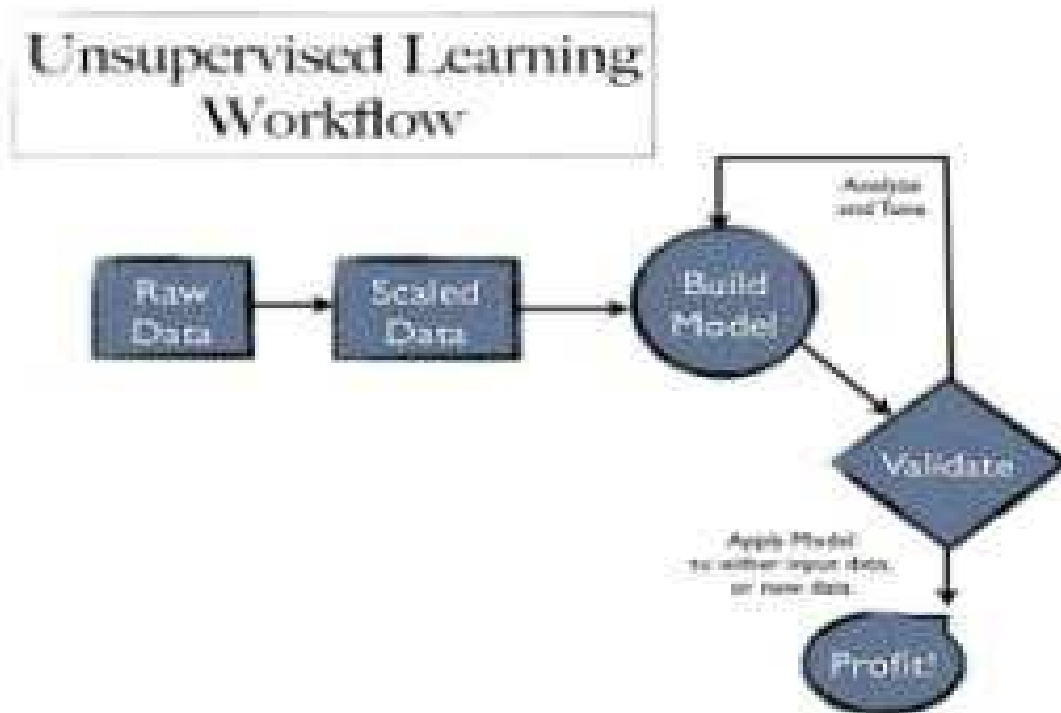 Unsupervised Learning
Workflow
Analyze
and Tune
Raw
Data
Scaled
Data
Build
Model
Validate
Apply Model
to either input data,
or new data
Profit!